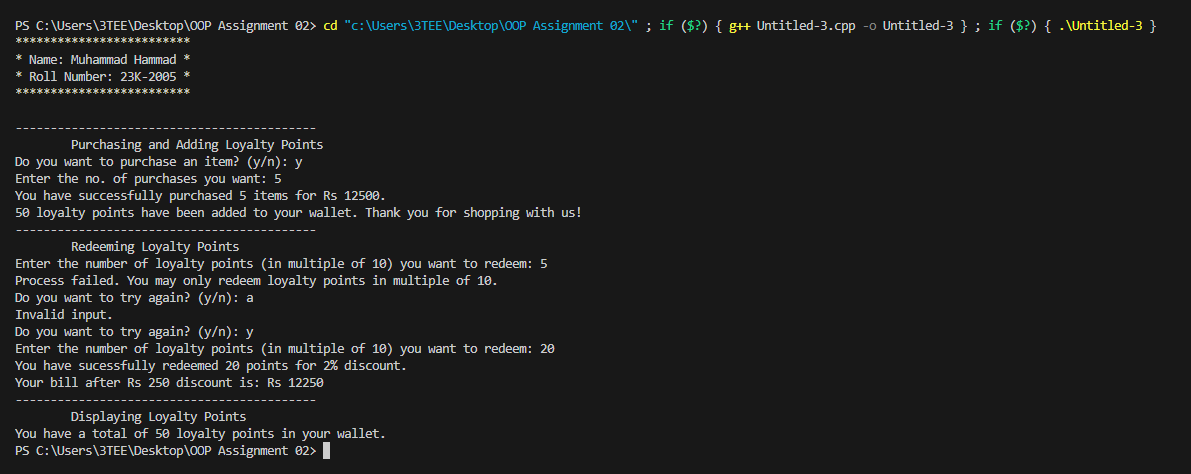 PS C:\Users\3TEE\Desktop\OOP Assignment 02> cd "c:\Users\3TEE\Desktop\OOP Assignment 02\" ; if ($?) { g++ Untitled-3.cpp -o Untitled-3 } ; if ($?) { .\Untitled-3 }
*************************
* Name: Muhammad Hammad *
* Roll Number: 23K-2005 *
*************************
-------------------------------------------
Purchasing and Adding Loyalty Points
Do you want to purchase an item? (y/n): y
Enter the no. of purchases you want: 5
You have successfully purchased 5 items for Rs 12500.
50 loyalty points have been added to your wallet. Thank you for shopping with us!
-------------------------------------------
Redeeming Loyalty Points
Enter the number of loyalty points (in multiple of 10) you want to redeem: 5
Process failed. You may only redeem loyalty points in multiple of 10.
Do you want to try again? (y/n): a
Invalid input.
Do you want to try again? (y/n): y
Enter the number of loyalty points (in multiple of 10) you want to redeem: 20
You have sucessfully redeemed 20 points for 2% discount.
Your bill after Rs 250 discount is: Rs 12250
-------------------------------------------
Displaying Loyalty Points
You have a total of 50 loyalty points in your wallet.
PS C:\Users\3TEE\Desktop\OOP Assignment 02>